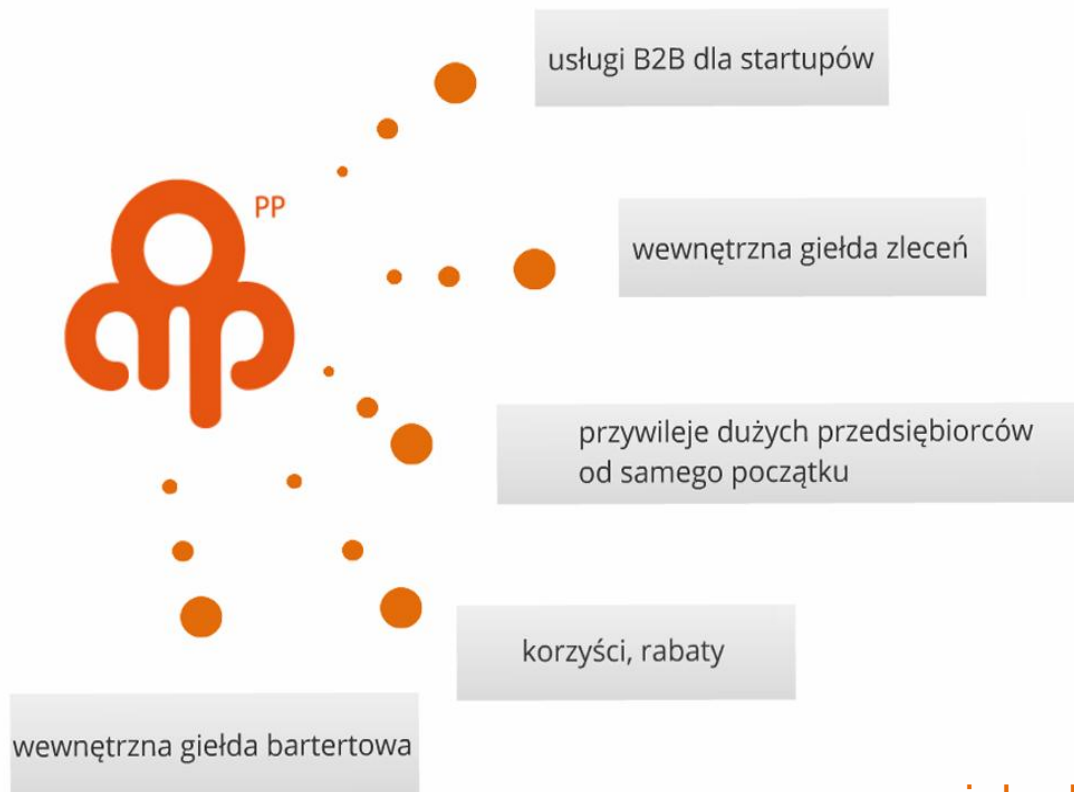 usługi B2B dla startupów
PP
wewnętrzna giełda zleceń
przywileje dużych przedsiębiorców
od samego początku
korzyści, rabaty
wewnętrzna giełda bartertowa